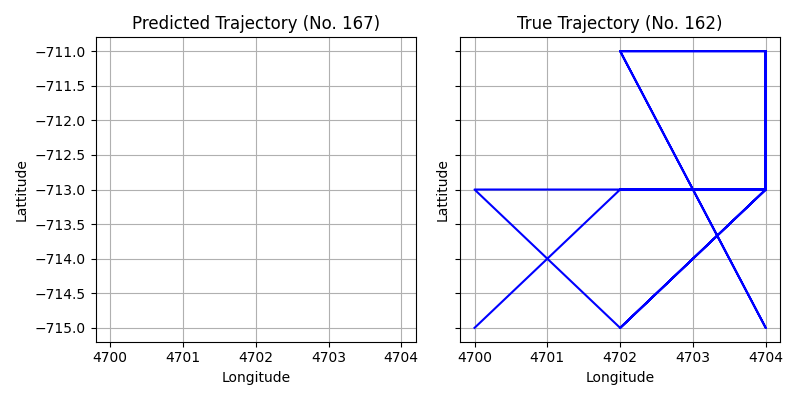 Predicted Trajectory (No. 167)
True Trajectory (No. 162)
Lattitude
−711.0
−711.5
−712.0
−712.5
−713.0
−713.5
−714.0
−714.5
−715.0
4700 4701 4702 4703 4704
Longitude
Lattitude
4700 4701 4702 4703 4704
Longitude